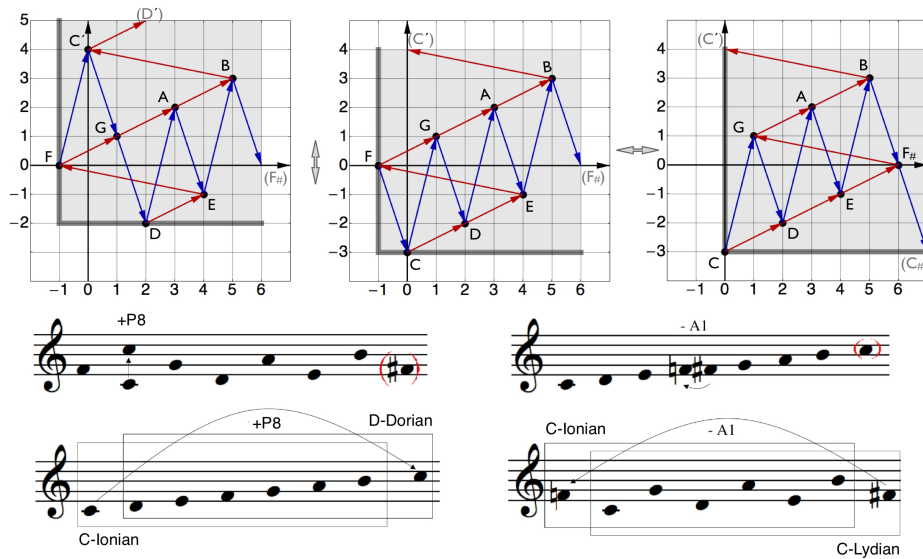 5
(D′)
C′
4
B
3
A
2
G
1
F
0
(F#)
E
−1
D
−2
−1 0 1 2 3 4 5 6
(C′)
4
B
3
A
2
G
1
F
0
(F#)
E
−1
D
−2
C
−3
−1 0 1 2 3 4 5 6
(C′)
4
B
3
A
2
G
1
F#
0
E
−1
D
−2
C
−3
(C#
−1 0 1 2 3 4 5 6
+P8
- A1
+P8
D-Dorian
C-Ionian
C-Ionian
- A1
C-Lydian